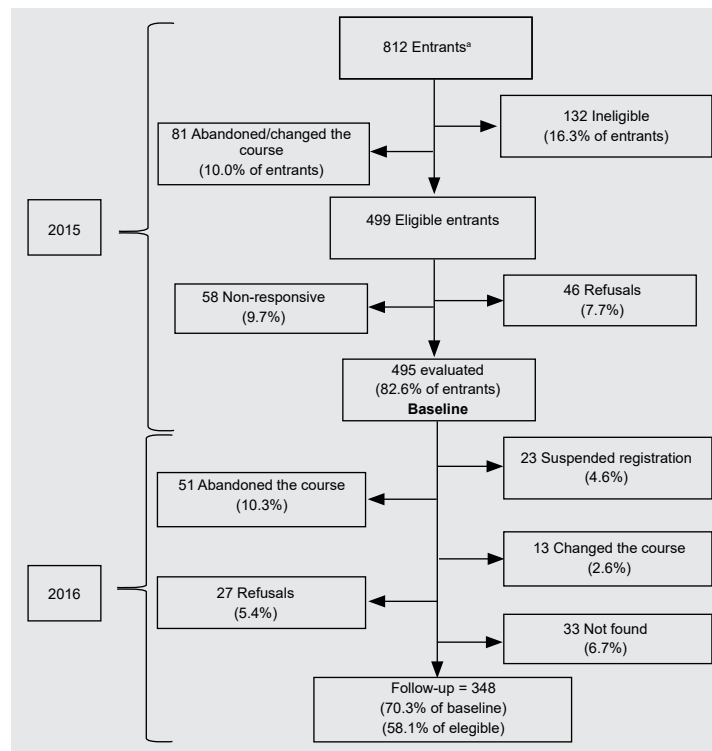 812 Entrantsª
132 Ineligible
(16.3% of entrants)
81 Abandoned/changed the
course
(10.0% of entrants)
499 Eligible entrants
2015
58 Non-responsive
(9.7%)
46 Refusals
(7.7%)
495 evaluated
(82.6% of entrants)
Baseline
23 Suspended registration
(4.6%)
51 Abandoned the course
(10.3%)
13 Changed the course
(2.6%)
2016
27 Refusals
(5.4%)
33 Not found
(6.7%)
Follow-up = 348
(70.3% of baseline)
(58.1% of elegible)